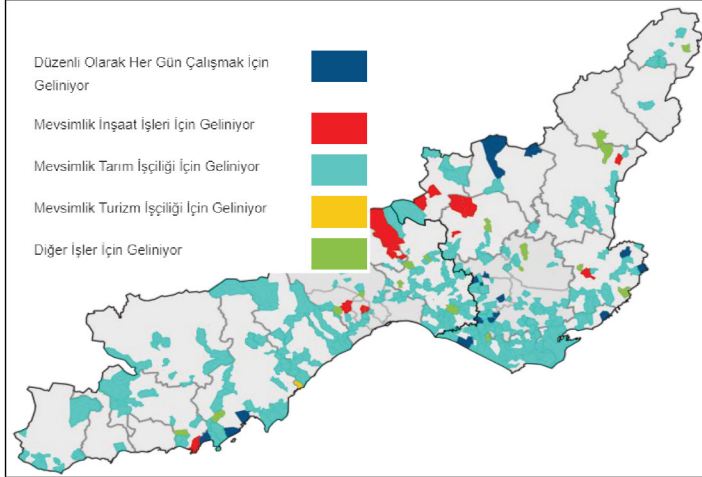 Düzenli Olarak Her Gün Çalışmak İçin
Geliniyor
Mevsimlik İnşaat İşleri İçin Geliniyor
Mevsimlik Tarım İşçiliği İçin Geliniyor
Mevsimlik Turizm İşçiliği İçin Geliniyor
Diğer İşler İçin Geliniyor